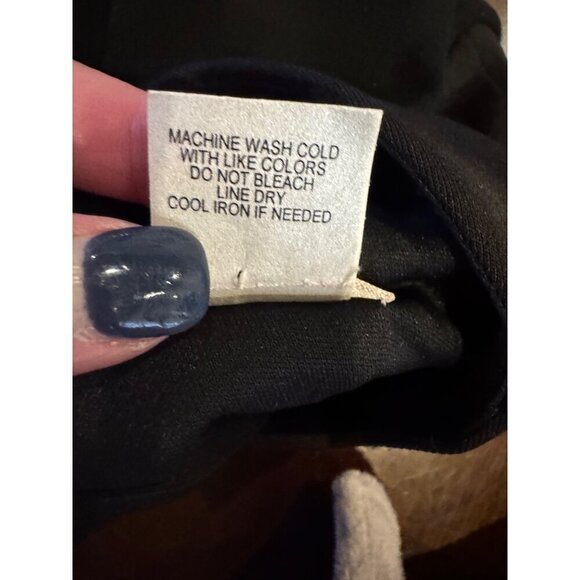 MACHINE WASH COLD
WITH LIKE COLORS
DO NOT BLEACH
LINE DRY
COOL IRON IF NEEDED